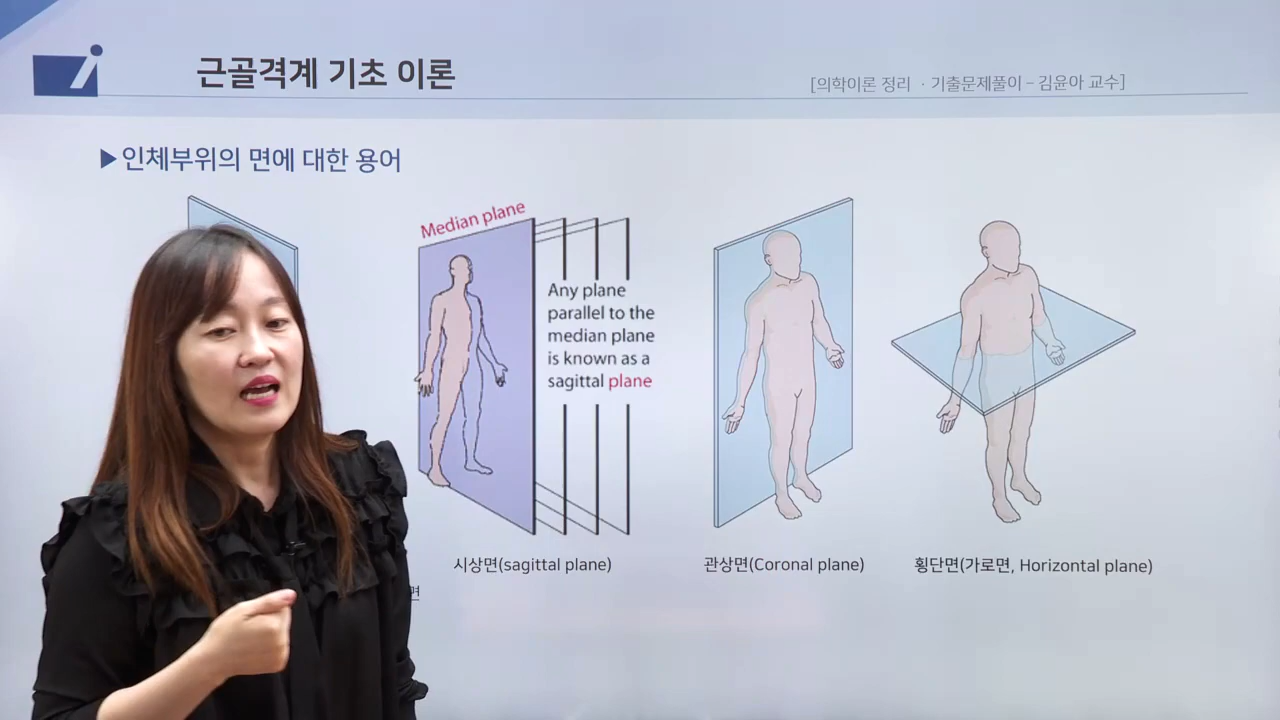 근골격계 기초 이론
[의학이론 정리 · 기출문제풀이 – 김윤아 교수]
▶인체부위의 면에 대한 용어
Median plane
Any plane
parallel to the
median plane
is known as a
sagittal plane
시상면(sagittal plane)
관상면(Coronal plane)
횡단면(가로면, Horizontal plane)
면